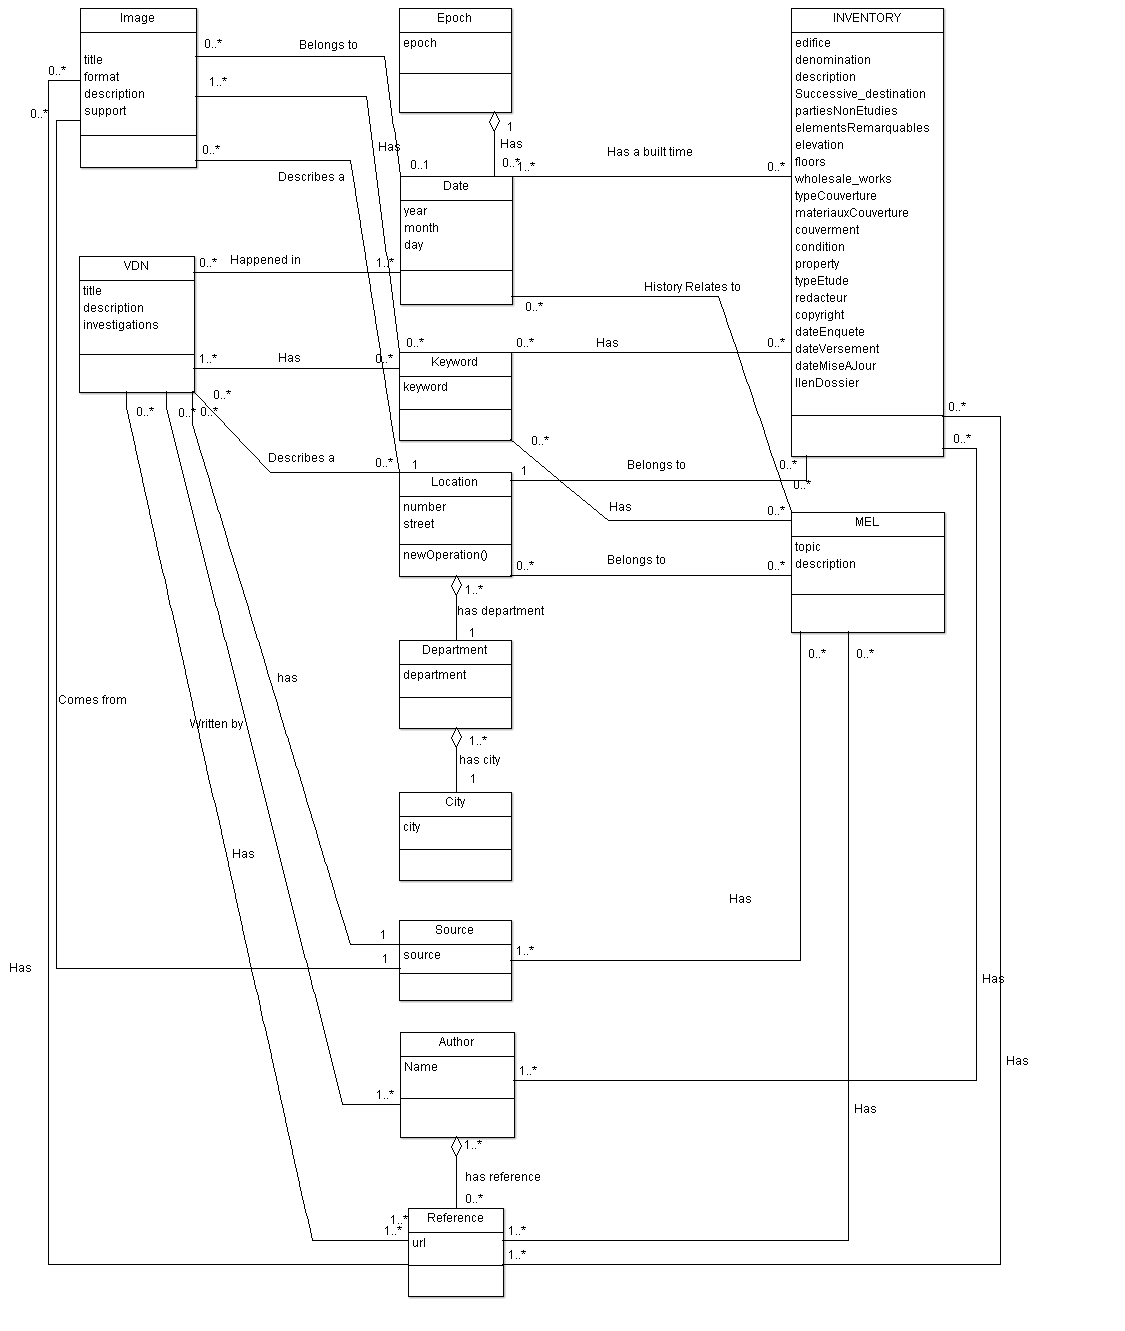 Image
Epoch
INVENTORY
0..*
Belongs to
epoch
edifice
title
denomination
0..*
format
description
1..*
description
Successive_destination
0..*
support
partiesNonEtudies
1
elementsRemarquables
0..*
Has
Has
elevation
Describes a
0..1
0..*
1..*
Has a built time
0..*
floors
Date
wholesale_works
year
typeCouverture
month
materiauxCouverture
day
couverment
condition
VDN
0..*
Happened in
1..*
property
title
typeEtude
description
History Relates to
redacteur
investigations
0..*
copyright
dateEnquete
0..*
0..*
Has
0..*
dateVersement
1..*
Has
0..*
Keyword
dateMiseAJour
keyword
llenDossier
0..*
0..*
0..*
0..*
0..*
0..*
0..*
Describes a
0..*
1
1
Belongs to
0..*
Location
0..*
number
Has
0..*
street
MEL
newOperation()
topic
0..*
Belongs to
0..*
description
1..*
has department
1
Department
0..*
0..*
department
has
Comes from
Written by
1..*
has city
1
City
city
Has
Has
Source
1
source
1..*
1
Has
Has
Author
Has
Name
1..*
1..*
Has
1..*
has reference
0..*
1..*
Reference
1..*
1..*
url
1..*